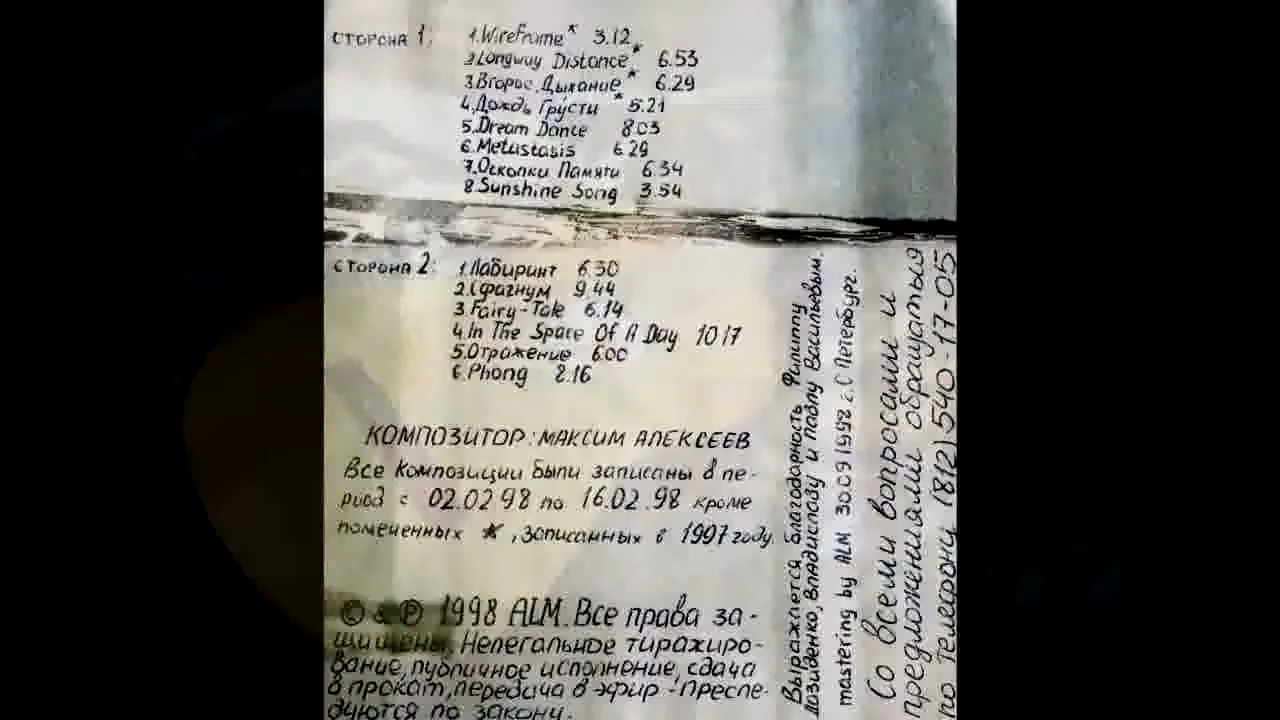 сторона 1:
1.Wireframe* 3.12
2.Longway Distance* 6.53
3.Второе Дыхание* 6.29
4.Дождь Грусти * 5.21
5.Dream Dance 8.03
6.Metastasis 6.29
7.Осколки Памяти 6.34
8.Sunshine Song 3.54
сторона 2:
1.Лабиринт 6.30
2.Сфагнум 9.44
3.Fairy-Tale 6.14
4.In The Space Of A Day 10.17
5.Отражение 6.00
6.Phong 2.16
КОМПОЗИТОР: МАКСИМ АЛЕКСЕЕВ
Все Композиции были записаны в пе-
риод с 02.02.98 по 16.02.98 кроме
помеченных *, записанных в 1997 году.
© & ℗ 1998 ALM. Все права за-
щищены. Нелегальное тиражиро-
вание, публичное исполнение, сдача
в прокат, передача в эфир - преспе-
дуются по закону.
Выражается благодарность Филиппу
Дазиденко, Владиславу и Павлу Васильевым.
mastering by ALM 30.09.1998 г. С Петербург.
Со всеми вопросами и
предложениями обращаться
по телефону (812) 540-17-05